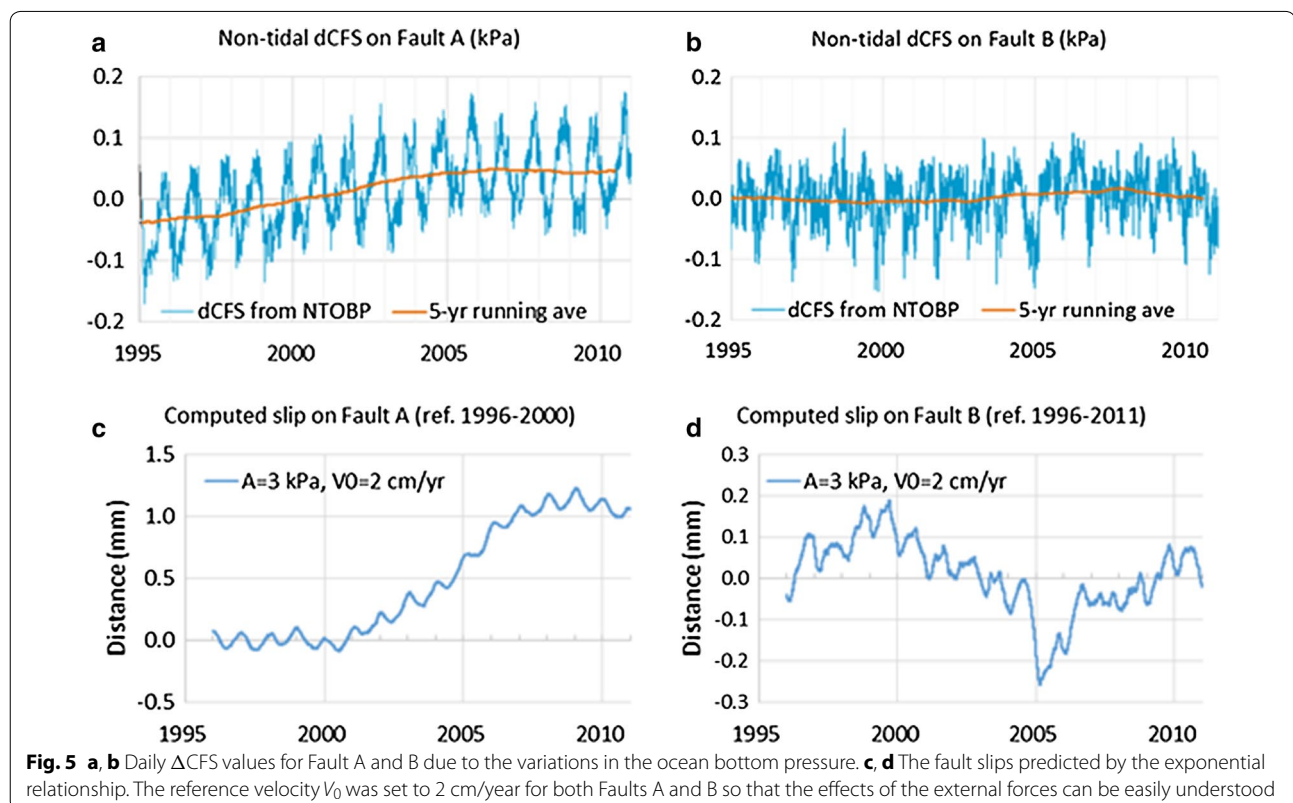 a
Non-tidal dCFS on Fault A (kPa)
0.2
0.1
0.0
-0.1
-0.2
dCFS from NTOBP
5-yr running ave
1995
2000
2005
2010
b
Non-tidal dCFS on Fault B (kPa)
0.2
0.1
0.0
-0.1
-0.2
dCFS from NTOBP
5-yr running ave
1995
2000
2005
2010
c
Computed slip on Fault A (ref. 1996-2000)
Distance (mm)
1.5
1.0
0.5
0.0
-0.5
A=3 kPa, V0=2 cm/yr
1995
2000
2005
2010
d
Computed slip on Fault B (ref. 1996-2011)
Distance (mm)
0.3
0.2
0.1
0.0
-0.1
-0.2
-0.3
A=3 kPa, V0=2 cm/yr
1995
2000
2005
2010
Fig. 5 a, b Daily ΔCFS values for Fault A and B due to the variations in the ocean bottom pressure. c, d The fault slips predicted by the exponential
relationship. The reference velocity V0 was set to 2 cm/year for both Faults A and B so that the effects of the external forces can be easily understood